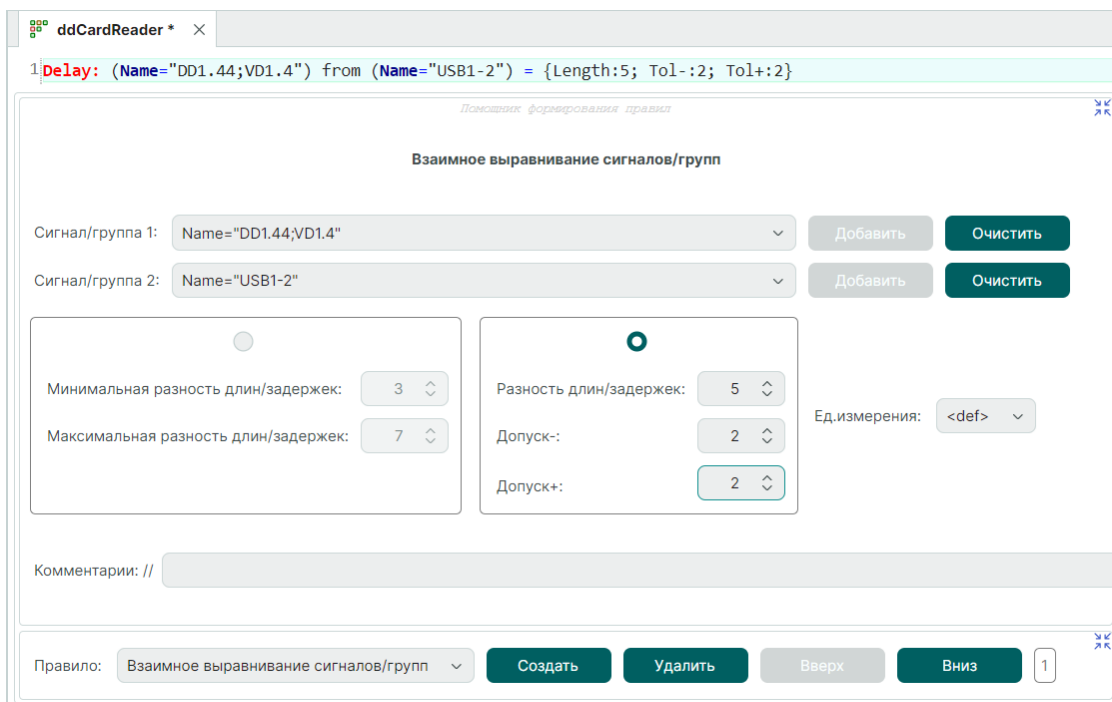 ddCardReader *
1 Delay: (Name="DD1.44;VD1.4") from (Name="USB1-2") = {Length:5; Tol-:2; Tol+:2}
Помощник формирования правил
Взаимное выравнивание сигналов/групп
Сигнал/группа 1: Name="DD1.44;VD1.4" Добавить Очистить
Сигнал/группа 2: Name="USB1-2" Добавить Очистить
Минимальная разность длин/задержек: 3 Разность длин/задержек: 5
Ед.измерения: <def>
Максимальная разность длин/задержек: 7 Допуск-: 2
Допуск+: 2
Комментарии: //
Правило: Взаимное выравнивание сигналов/групп Создать Удалить Вверх Вниз 1